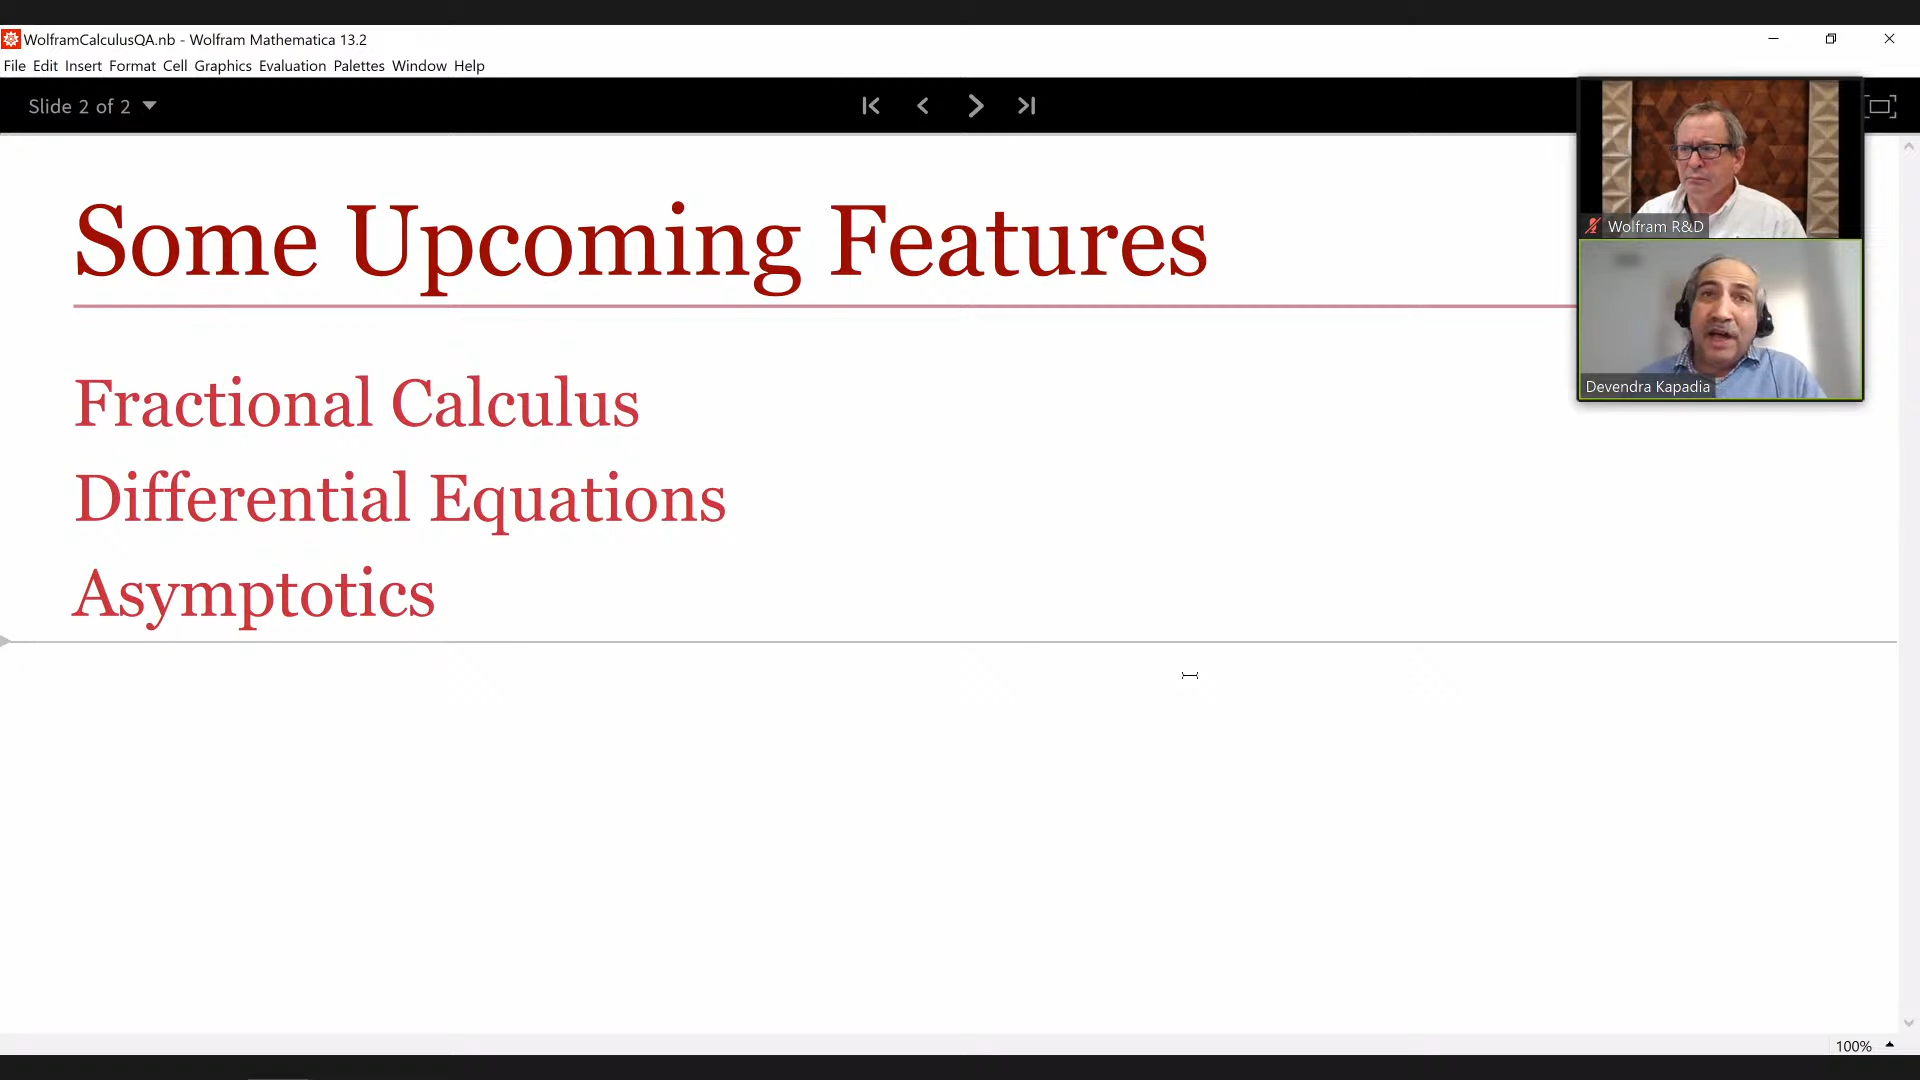 WolframCalculusQA.nb - Wolfram Mathematica 13.2
File Edit Insert Format Cell Graphics Evaluation Palettes Window Help
Slide 2 of 2
Wolfram R&D
Some Upcoming Features
Devendra Kapadia
Fractional Calculus
Differential Equations
Asymptotics
100%